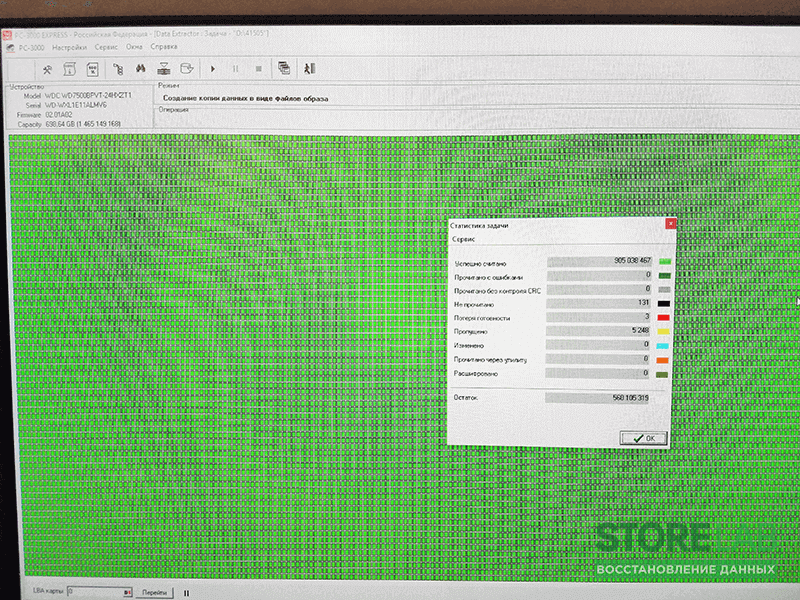 PC-3000 EXPRESS - Российская Федерация - [Data Extractor : Задача - "D:\41505"]
PC-3000 Настройки Сервис Окна Справка
Устройство
Model WDC WD7500BPVT-24HXZT1
Serial WD-WXL1E11ALMV6
Firmware 02.01A02
Capacity 698,64 GB (1 465 149 168)
Режим
Создание копии данных в виде файлов образа
Операция
Статистика задачи
Сервис
Успешно считано 905 038 467
Прочитано с ошибками 0
Прочитано без контроля CRC 0
Не прочитано 131
Потеря готовности 3
Пропущено 5 248
Изменено 0
Прочитано через утилиту 0
Расшифровано 0
Остаток 560 105 319
OK
STORELAB
ВОССТАНОВЛЕНИЕ ДАННЫХ
LBA карты 0 Перейти